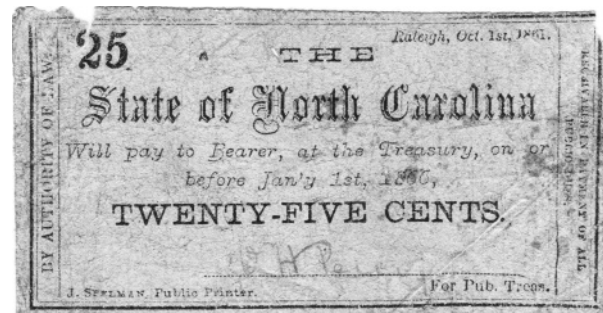 25
Raleigh, Oct. 1st, 1861.
THE
State of North Carolina
Will pay to Bearer, at the Treasury, on or
before Jan'y 1st, 1866,
TWENTY-FIVE CENTS.
J. SPELMAN, Public Printer.
For Pub. Treas.
BY AUTHORITY OF LAW.
RECEIVABLE IN PAYMENT OF ALL
PUBLIC DUES.